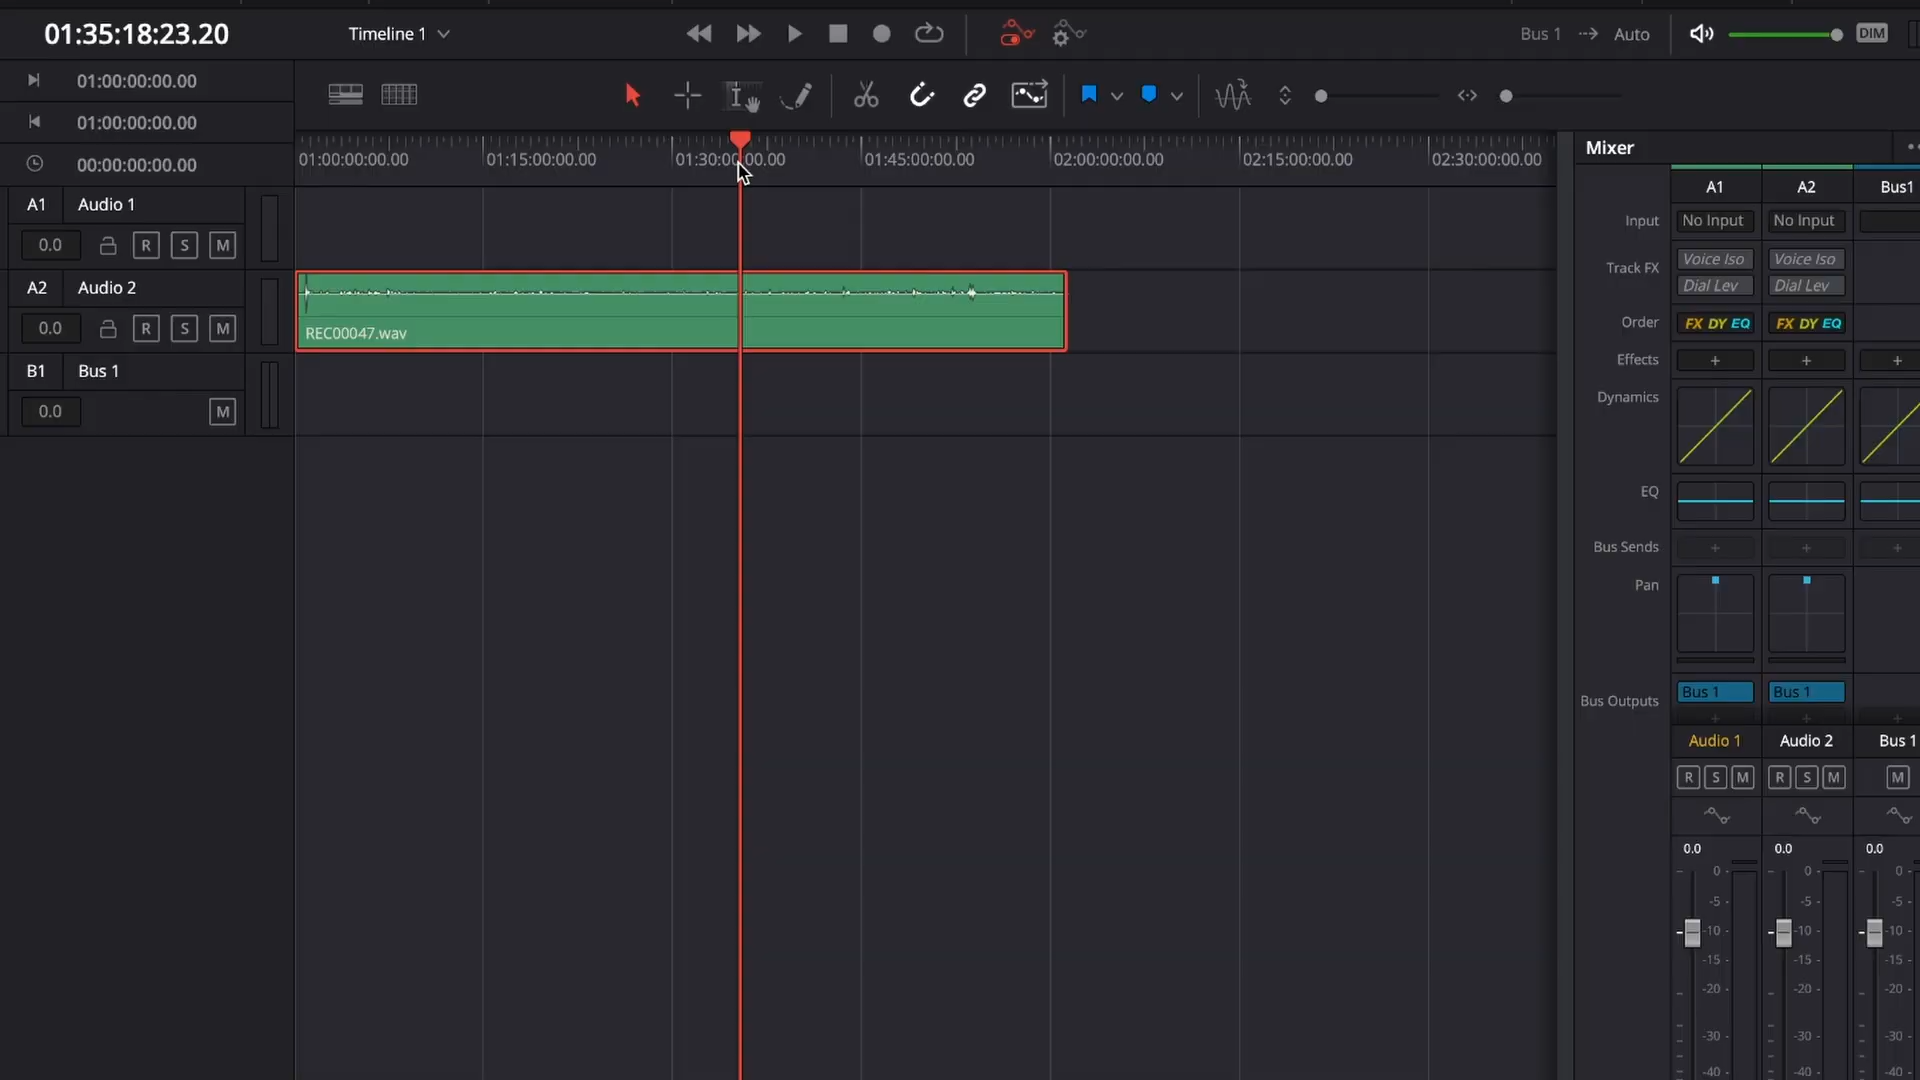 01:35:18:23.20
Timeline 1
Bus 1
Auto
DIM
01:00:00:00.00
01:00:00:00.00
00:00:00:00.00
01:00:00:00.00
01:15:00:00.00
01:30:00:00.00
01:45:00:00.00
02:00:00:00.00
02:15:00:00.00
02:30:00:00.00
A1 Audio 1
0.0 R S M
A2 Audio 2
0.0 R S M
REC00047.wav
B1 Bus 1
0.0 M
Mixer
A1 A2 Bus1
Input No Input No Input
Track FX Voice Iso Voice Iso
Dial Lev Dial Lev
Order FX DY EQ FX DY EQ
Effects + + +
Dynamics
EQ
Bus Sends + + +
Pan
Bus Outputs Bus 1 Bus 1
+ + +
Audio 1 Audio 2 Bus 1
R S M R S M M
0.0 0.0 0.0
0 0 0
-5 -5 -5
-10 -10 -10
-15 -15 -15
-20 -20 -20
-30 -30 -30
-40 -40 -40